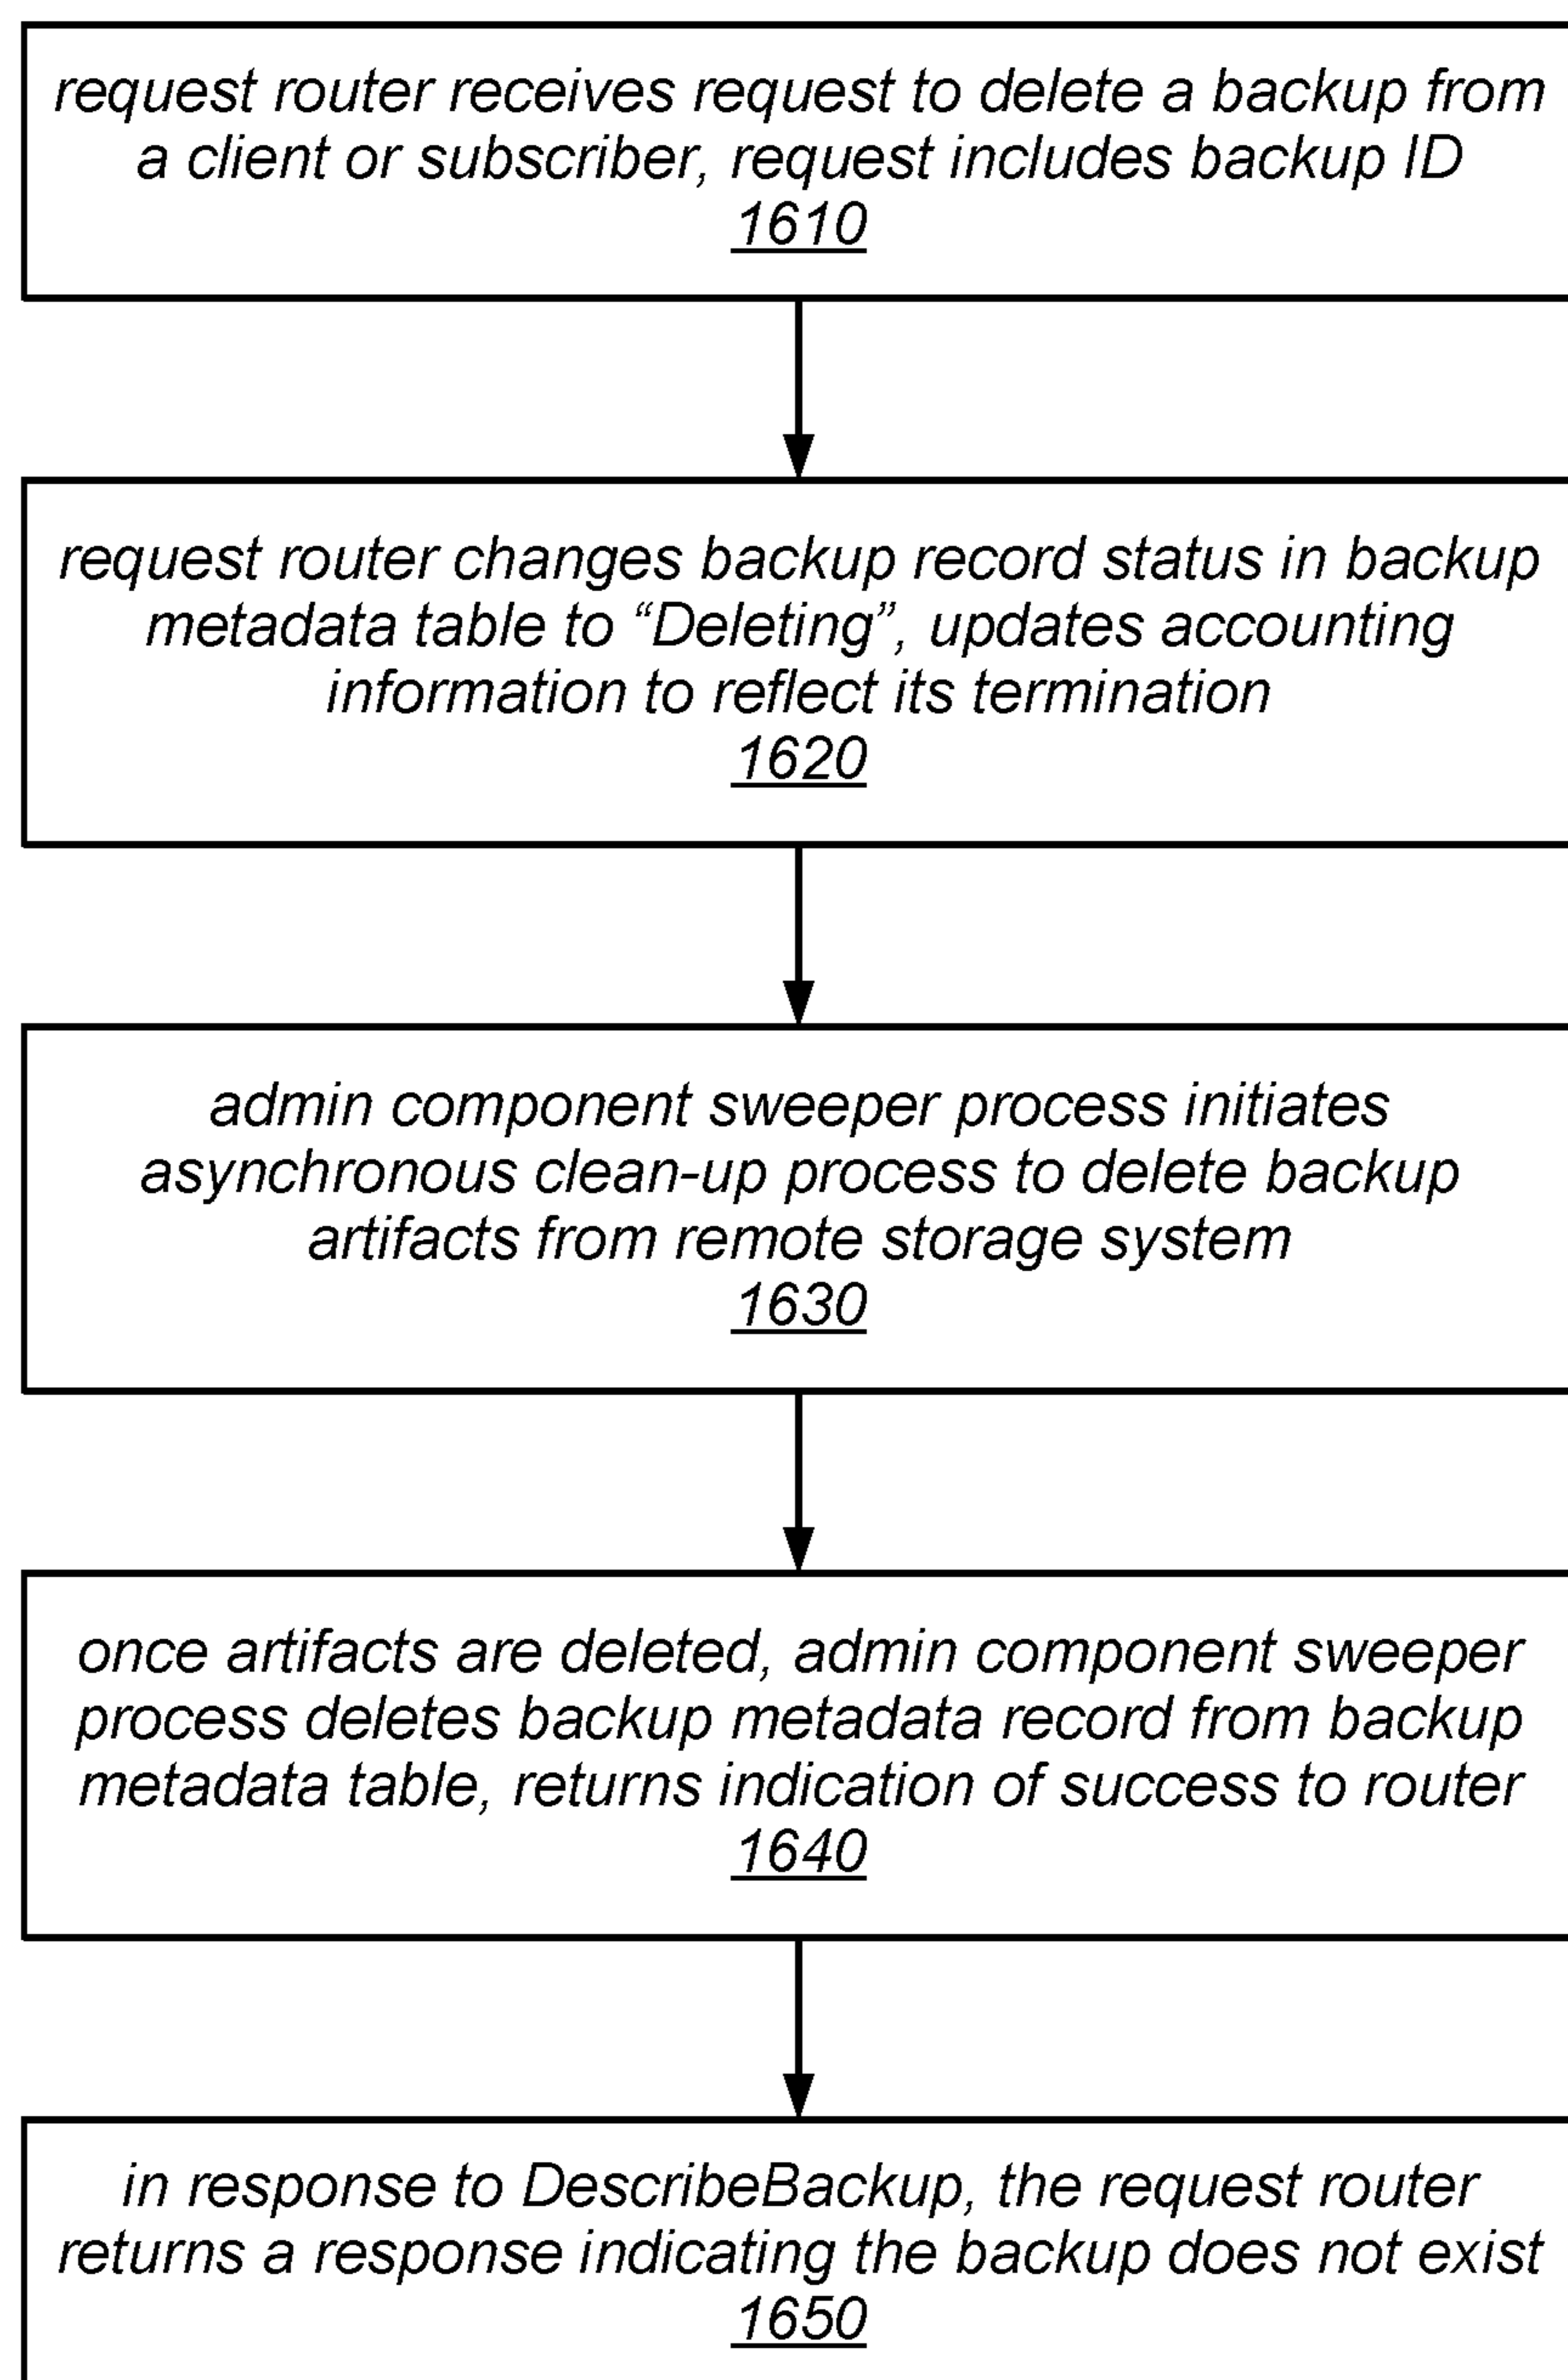 request router receives request to delete a backup from
a client or subscriber, request includes backup ID
1610
request router changes backup record status in backup
metadata table to “Deleting”, updates accounting
information to reflect its termination
1620
admin component sweeper process initiates
asynchronous clean-up process to delete backup
artifacts from remote storage system
1630
once artifacts are deleted, admin component sweeper
process deletes backup metadata record from backup
metadata table, returns indication of success to router
1640
in response to DescribeBackup, the request router
returns a response indicating the backup does not exist
1650